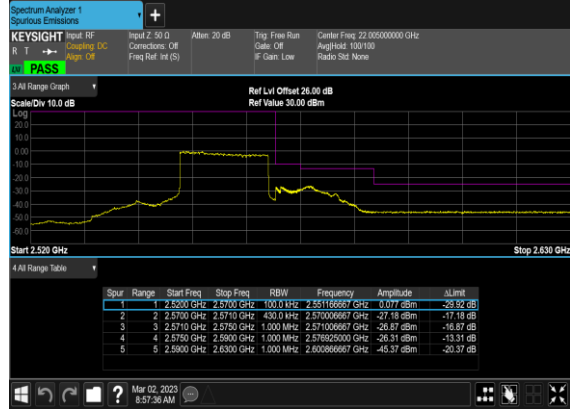 Spectrum Analyzer 1
Spurious Emissions
+
KEYSIGHT Input: RF Input Z: 50 Ω Atten: 20 dB Trig: Free Run Center Freq: 22.005000000 GHz
R T Coupling: DC Corrections: Off Gate: Off Avg|Hold: 100/100
Align: Off Freq Ref: Int (S) IF Gain: Low Radio Std: None
LNI PASS
3 All Range Graph
Ref Lvl Offset 26.00 dB
Scale/Div 10.0 dB Ref Value 30.00 dBm
Log
20.0
10.0
0.00
-10.0
-20.0
-30.0
-40.0
-50.0
-60.0
Start 2.520 GHz Stop 2.630 GHz
4 All Range Table
Spur Range Start Freq Stop Freq RBW Frequency Amplitude ΔLimit
1 1 2.5200 GHz 2.5700 GHz 100.0 kHz 2.551166667 GHz 0.077 dBm -29.92 dB
2 2 2.5700 GHz 2.5710 GHz 430.0 kHz 2.570006667 GHz -27.18 dBm -17.18 dB
3 3 2.5710 GHz 2.5750 GHz 1.000 MHz 2.571006667 GHz -26.87 dBm -16.87 dB
4 4 2.5750 GHz 2.5900 GHz 1.000 MHz 2.576925000 GHz -26.31 dBm -13.31 dB
5 5 2.5900 GHz 2.6300 GHz 1.000 MHz 2.600866667 GHz -45.37 dBm -20.37 dB
? Mar 02, 2023
8:57:36 AM